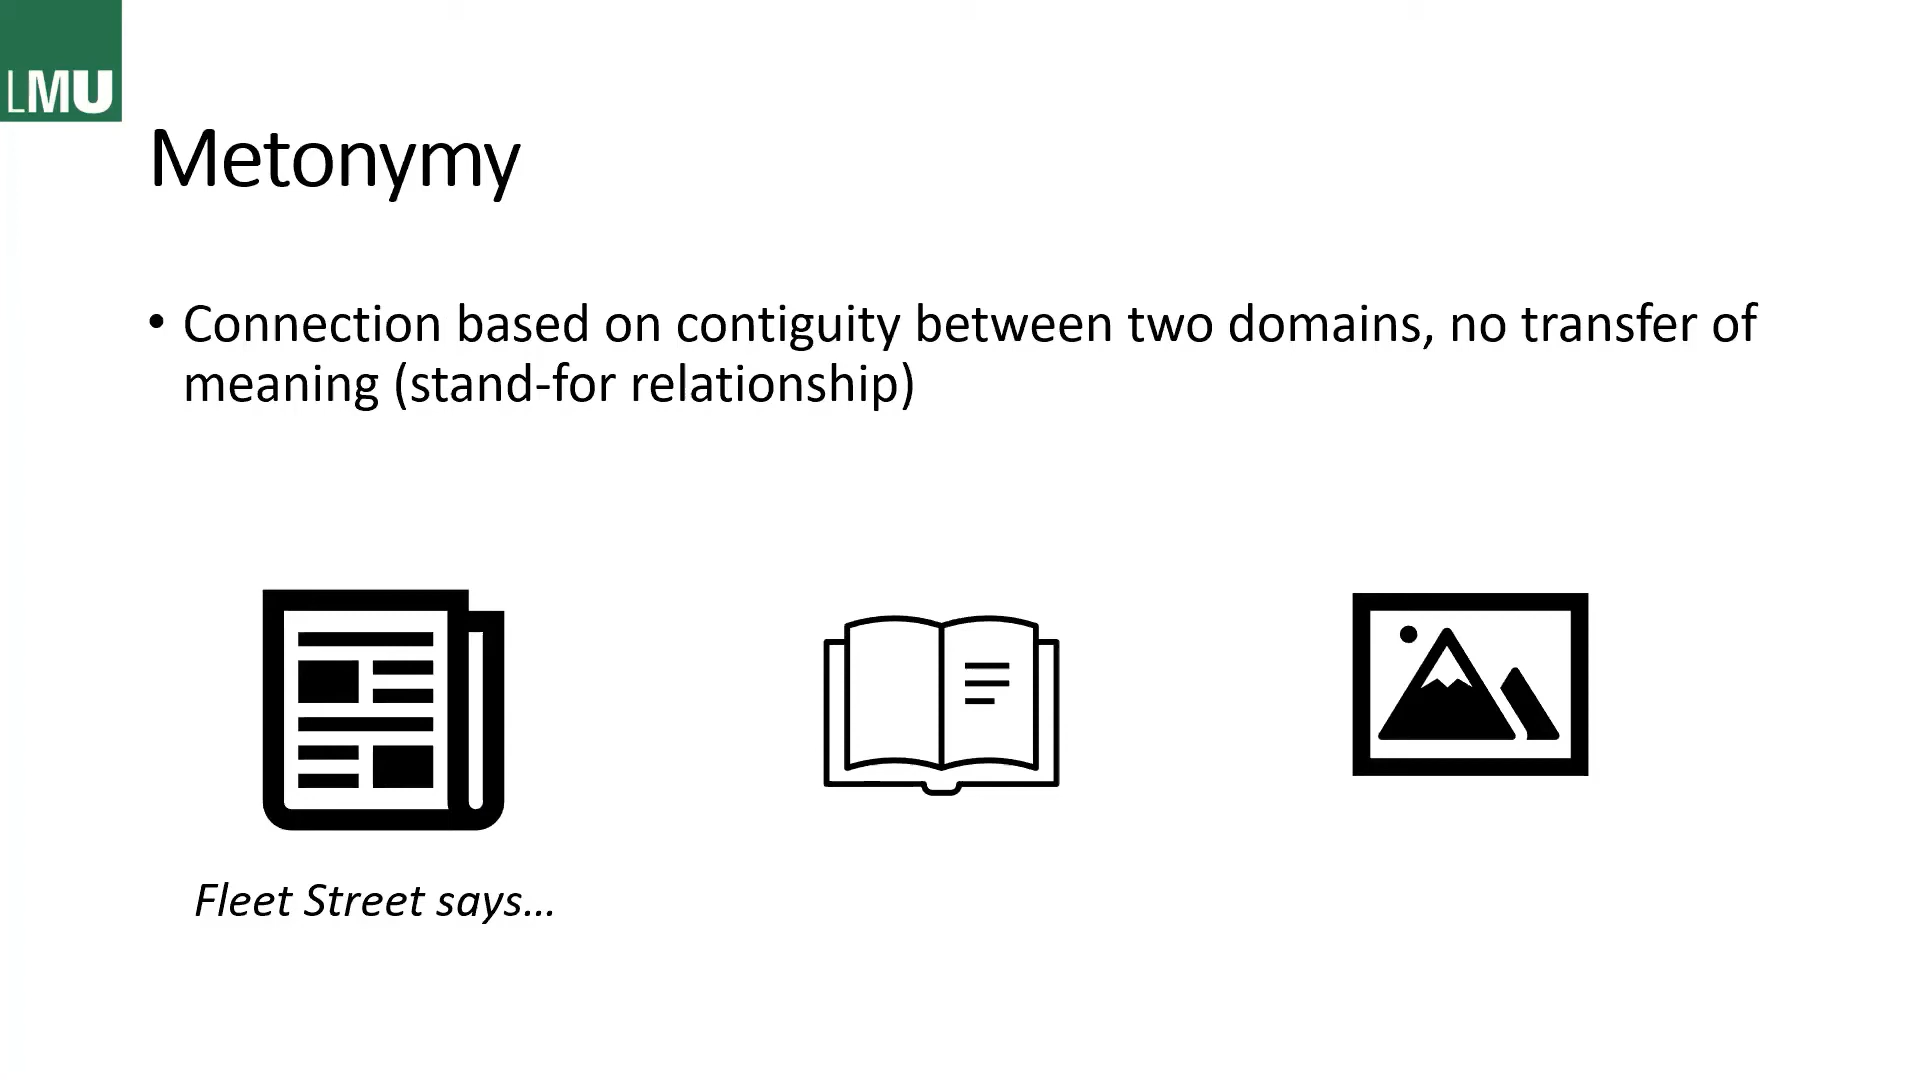 LMU
Metonymy
• Connection based on contiguity between two domains, no transfer of
meaning (stand-for relationship)
Fleet Street says...